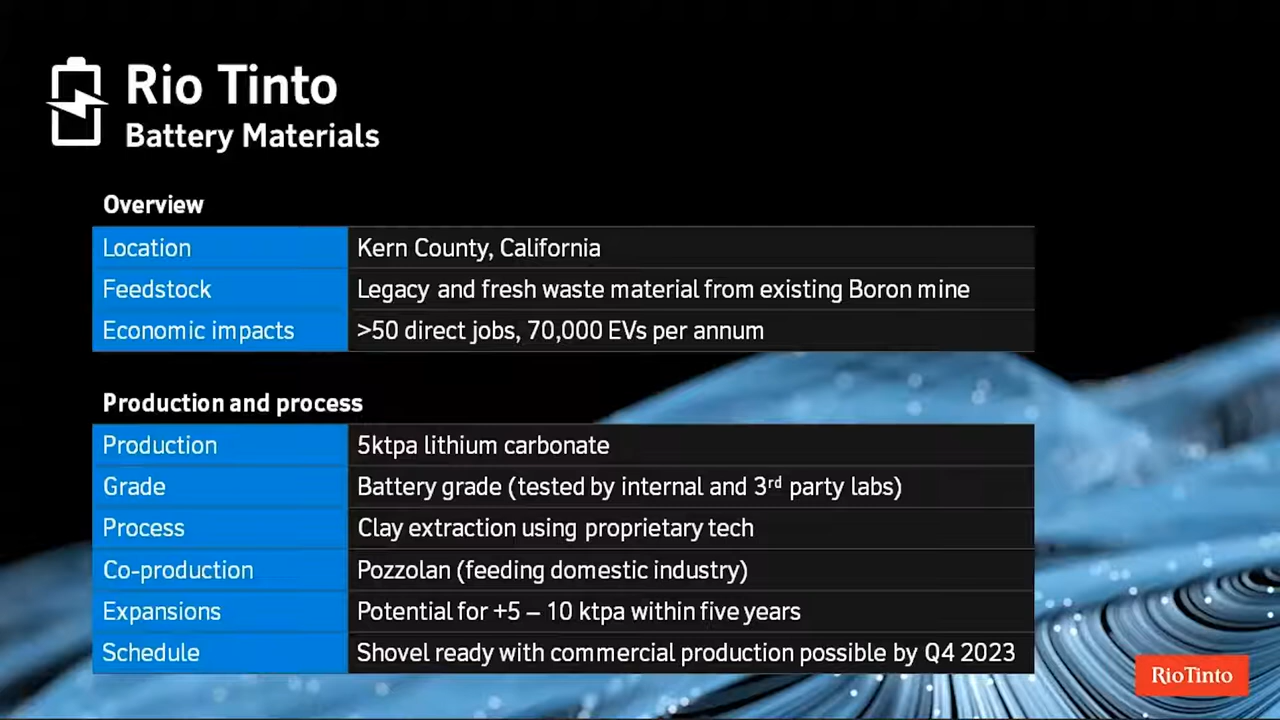 Rio Tinto
Battery Materials
Overview
Location Kern County, California
Feedstock Legacy and fresh waste material from existing Boron mine
Economic impacts >50 direct jobs, 70,000 EVs per annum
Production and process
Production 5ktpa lithium carbonate
Grade Battery grade (tested by internal and 3rd party labs)
Process Clay extraction using proprietary tech
Co-production Pozzolan (feeding domestic industry)
Expansions Potential for +5 – 10 ktpa within five years
Schedule Shovel ready with commercial production possible by Q4 2023
RioTinto